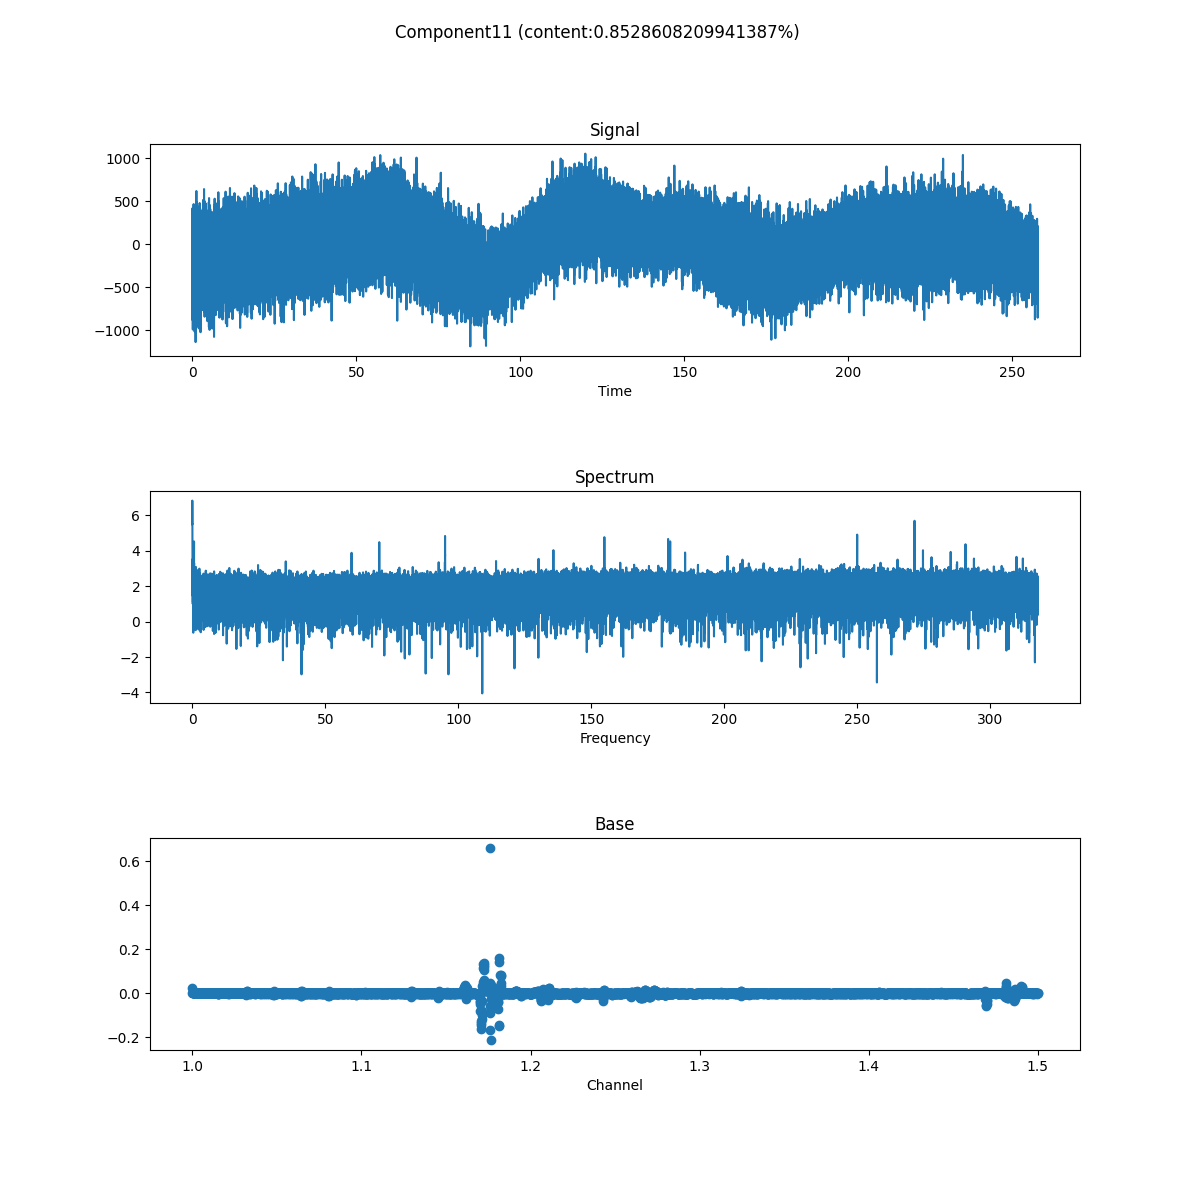 Component11 (content:0.8528608209941387%)
Signal
1000
500
0
−500
−1000
0 50 100 150 200 250
Time
Spectrum
6
4
2
0
−2
−4
0 50 100 150 200 250 300
Frequency
Base
0.6
0.4
0.2
0.0
−0.2
1.0 1.1 1.2 1.3 1.4 1.5
Channel